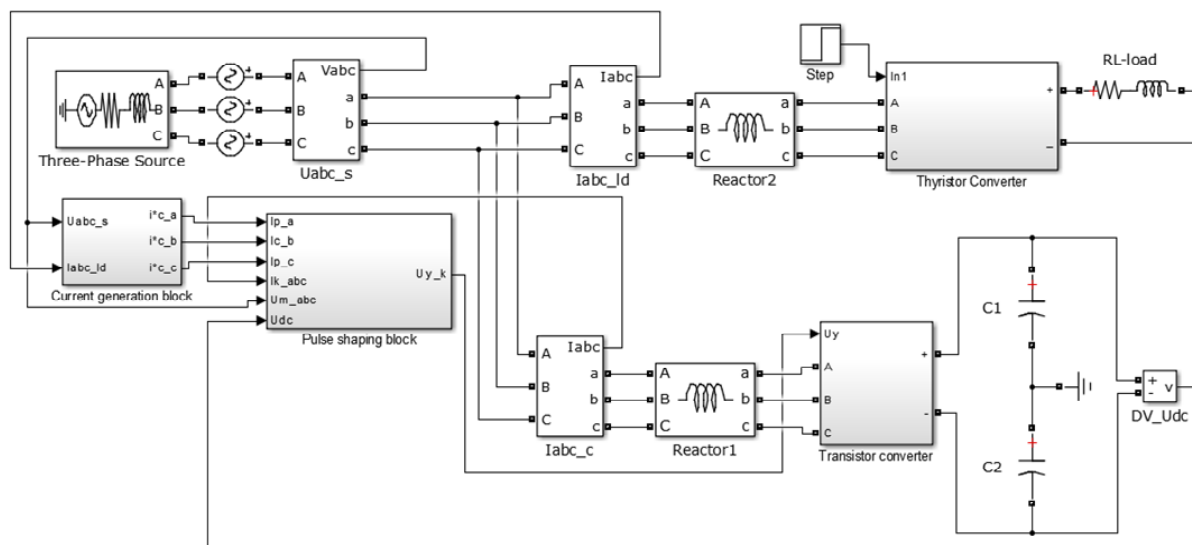 Three-Phase Source
A
B
C
A
B
C
Vabc
a
b
c
Uabc_s
A
B
C
Iabc
a
b
c
Iabc_ld
A
B
C
a
b
c
Reactor2
Step
In1
A
B
C
+
−
Thyristor Converter
RL-load
Uabc_s
Iabc_ld
i*c_a
i*c_b
i*c_c
Current generation block
Ip_a
Ic_b
Ip_c
Ik_abc
Um_abc
Udc
Uy_k
Pulse shaping block
A
B
C
Iabc
a
b
c
Iabc_c
A
B
C
a
b
c
Reactor1
Uy
A
B
C
+
-
Transistor converter
C1
C2
+
-
v
DV_Udc